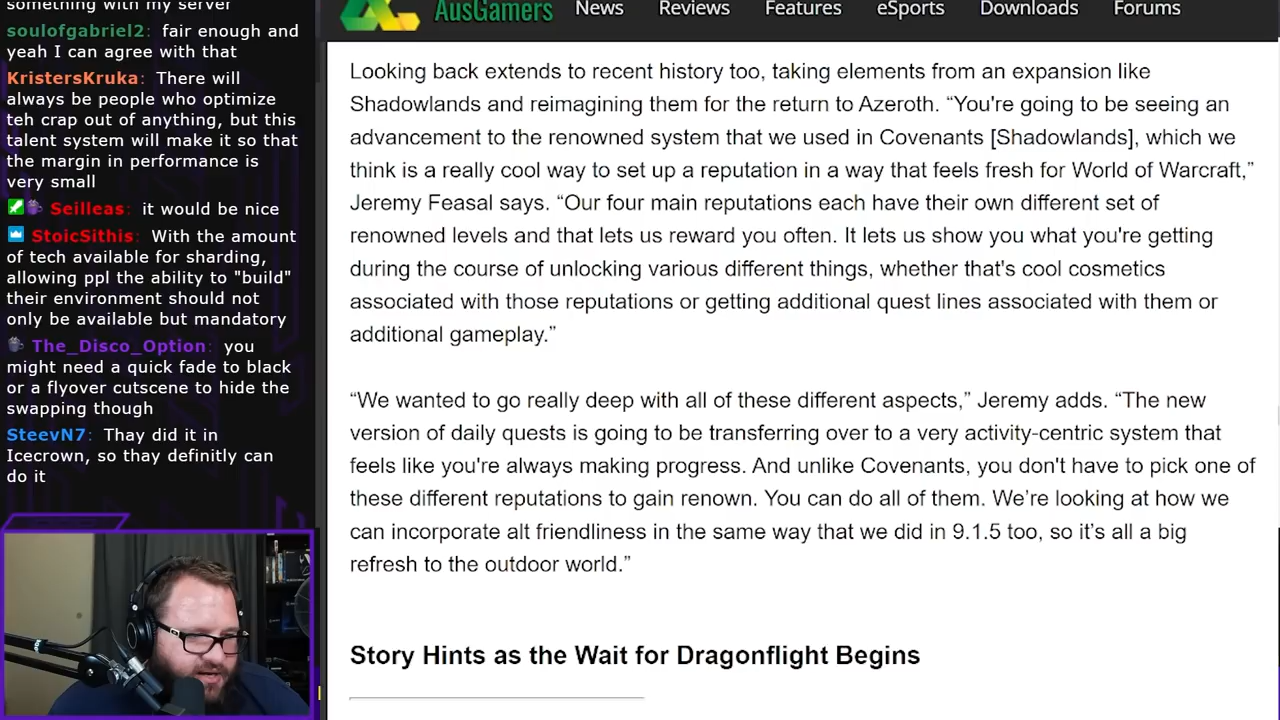 something with my server
soulofgabriel2: fair enough and
yeah I can agree with that
KristersKruka: There will
always be people who optimize
teh crap out of anything, but this
talent system will make it so that
the margin in performance is
very small
Seilleas: it would be nice
StoicSithis: With the amount
of tech available for sharding,
allowing ppl the ability to "build"
their environment should not
only be available but mandatory
The_Disco_Option: you
might need a quick fade to black
or a flyover cutscene to hide the
swapping though
SteevN7: Thay did it in
Icecrown, so thay definitly can
do it
AusGamers News Reviews Features eSports Downloads Forums
Looking back extends to recent history too, taking elements from an expansion like
Shadowlands and reimagining them for the return to Azeroth. “You're going to be seeing an
advancement to the renowned system that we used in Covenants [Shadowlands], which we
think is a really cool way to set up a reputation in a way that feels fresh for World of Warcraft,”
Jeremy Feasal says. “Our four main reputations each have their own different set of
renowned levels and that lets us reward you often. It lets us show you what you're getting
during the course of unlocking various different things, whether that's cool cosmetics
associated with those reputations or getting additional quest lines associated with them or
additional gameplay.”
“We wanted to go really deep with all of these different aspects,” Jeremy adds. “The new
version of daily quests is going to be transferring over to a very activity-centric system that
feels like you're always making progress. And unlike Covenants, you don't have to pick one of
these different reputations to gain renown. You can do all of them. We’re looking at how we
can incorporate alt friendliness in the same way that we did in 9.1.5 too, so it’s all a big
refresh to the outdoor world.”
Story Hints as the Wait for Dragonflight Begins